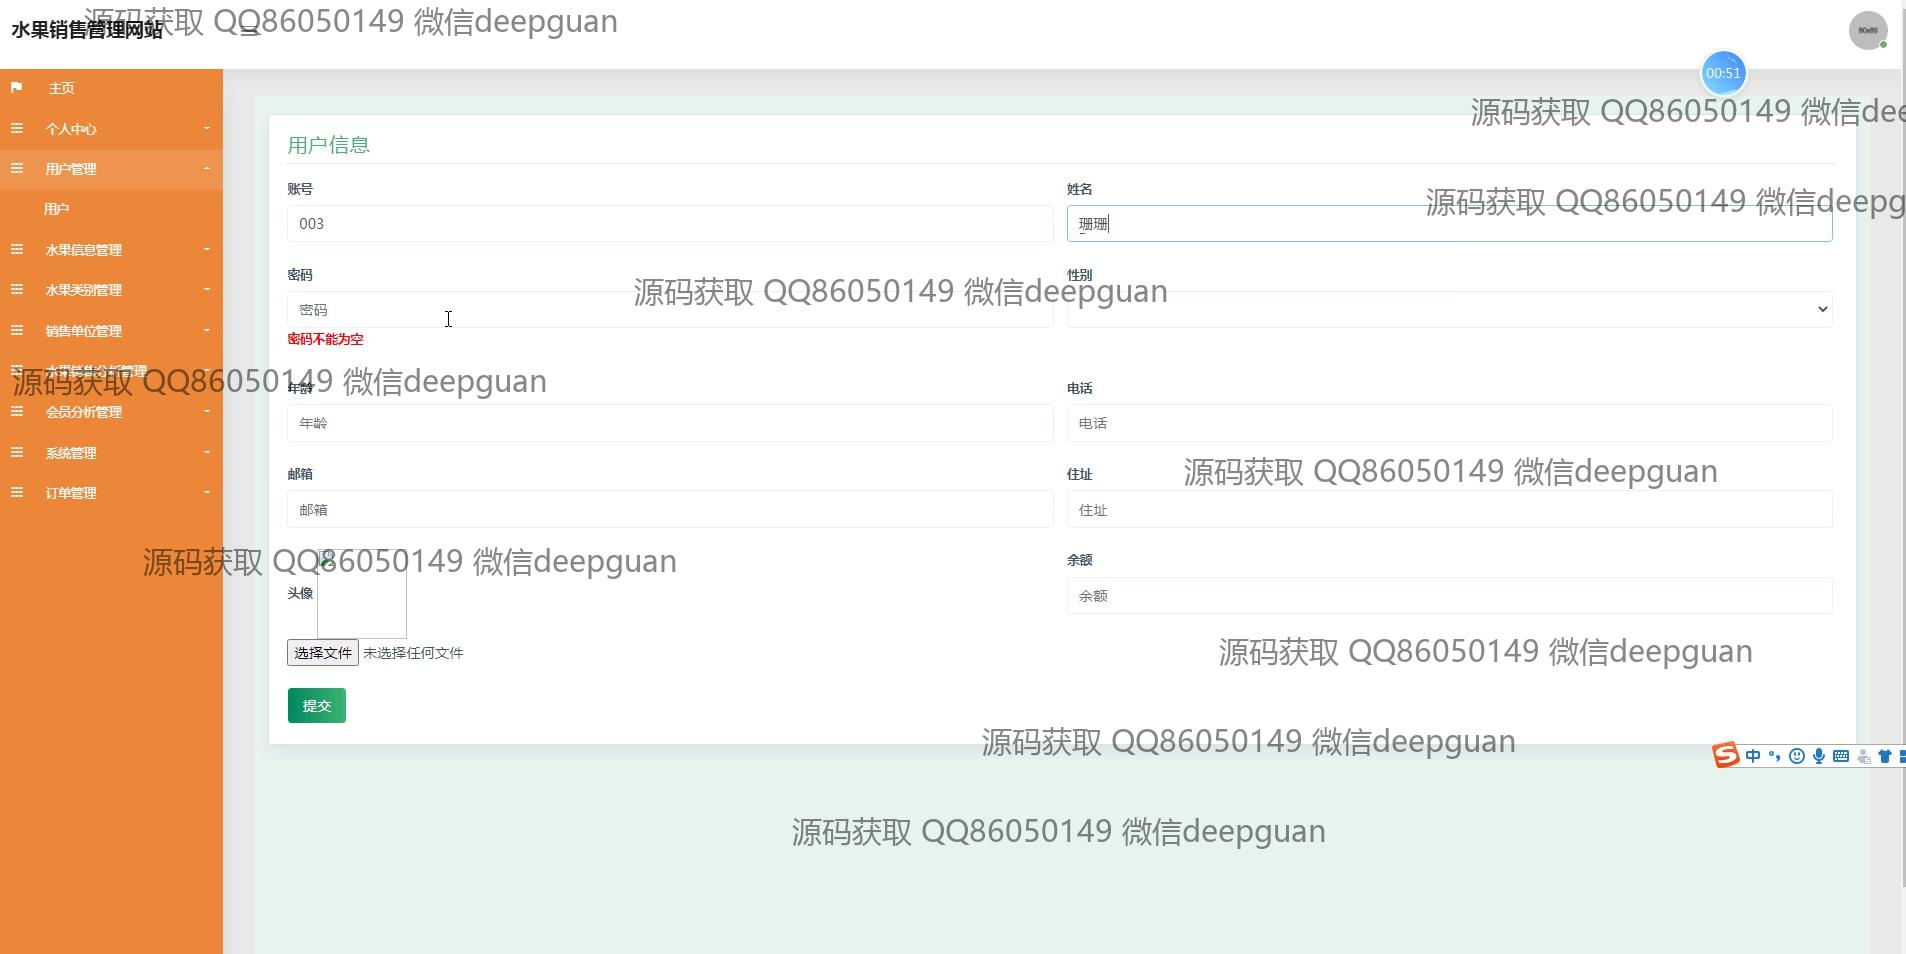 水果销售管理网站
源码获取 QQ86050149 微信deepguan
80x80
00:51
主页
个人中心
用户管理
用户
水果信息管理
水果类别管理
销售单位管理
水果销售分析管理
会员分析管理
系统管理
订单管理
源码获取 QQ86050149 微信dee
用户信息
账号
姓名
003
珊珊
源码获取 QQ86050149 微信deepg
密码
性别
源码获取 QQ86050149 微信deepguan
密码
密码不能为空
源码获取 QQ86050149 微信deepguan
年龄
电话
年龄
电话
邮箱
住址
源码获取 QQ86050149 微信deepguan
邮箱
住址
源码获取 QQ86050149 微信deepguan
余额
头像
余额
选择文件 未选择任何文件
源码获取 QQ86050149 微信deepguan
提交
源码获取 QQ86050149 微信deepguan
S 中
源码获取 QQ86050149 微信deepguan